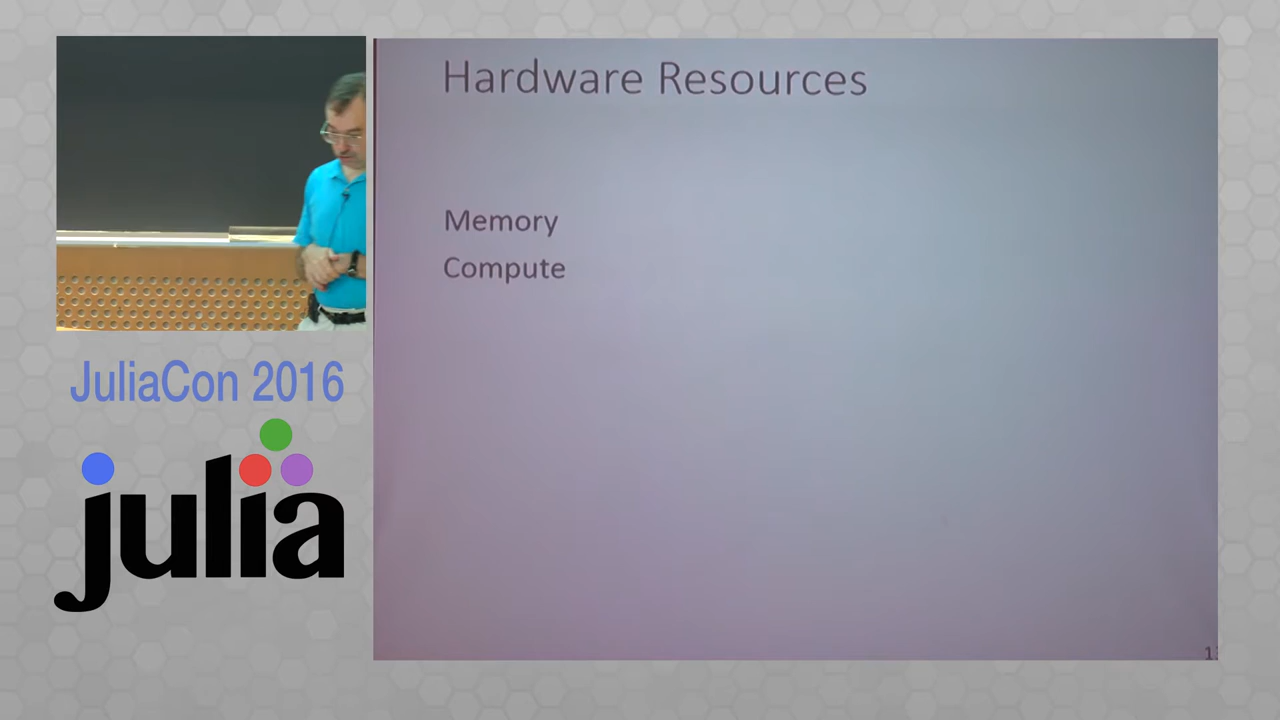 Hardware Resources
Memory
Compute
JuliaCon 2016
julia